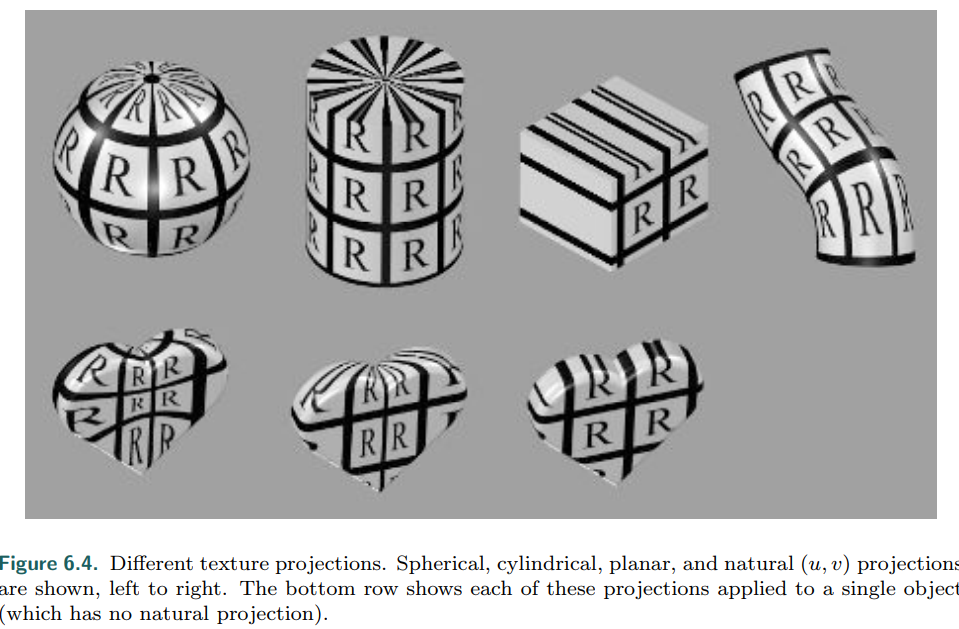 R R R R R R R R
R R R R R R R R R
R R R R
R R R R R R R R
R R R R R R R R
R R R R R
R R R R
Figure 6.4. Different texture projections. Spherical, cylindrical, planar, and natural (u, v) projections
are shown, left to right. The bottom row shows each of these projections applied to a single object
(which has no natural projection).